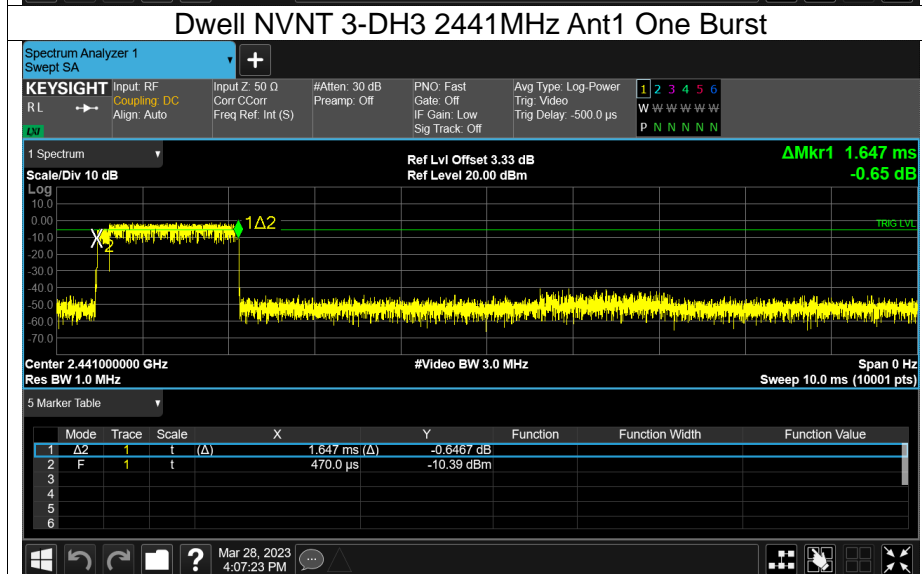 Dwell NVNT 3-DH3 2441MHz Ant1 One Burst
Spectrum Analyzer 1
Swept SA
+
KEYSIGHT Input: RF Input Z: 50 Ω #Atten: 30 dB PNO: Fast Avg Type: Log-Power 1 2 3 4 5 6
R L Coupling: DC Corr CCorr Preamp: Off Gate: Off Trig: Video W W W W W W
Align: Auto Freq Ref: Int (S) IF Gain: Low Trig Delay: -500.0 µs
LXI Sig Track: Off P N N N N N
1 Spectrum Ref Lvl Offset 3.33 dB ΔMkr1 1.647 ms
Scale/Div 10 dB Ref Level 20.00 dBm -0.65 dB
Log
10.0
0.00 1Δ2 TRIG LVL
-10.0 X2
-20.0
-30.0
-40.0
-50.0
-60.0
-70.0
Center 2.441000000 GHz #Video BW 3.0 MHz Span 0 Hz
Res BW 1.0 MHz Sweep 10.0 ms (10001 pts)
5 Marker Table
Mode Trace Scale X Y Function Function Width Function Value
1 Δ2 1 t (Δ) 1.647 ms (Δ) -0.6467 dB
2 F 1 t 470.0 µs -10.39 dBm
3
4
5
6
? Mar 28, 2023
4:07:23 PM